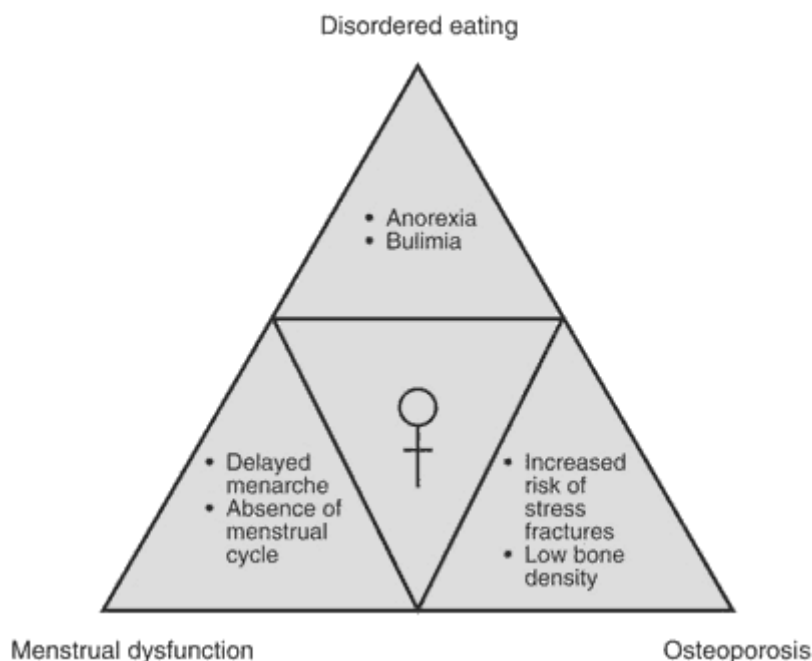 Disordered eating
• Anorexia
• Bulimia
• Delayed
menarche
• Absence of
menstrual
cycle
• Increased
risk of
stress
fractures
• Low bone
density
Menstrual dysfunction
Osteoporosis